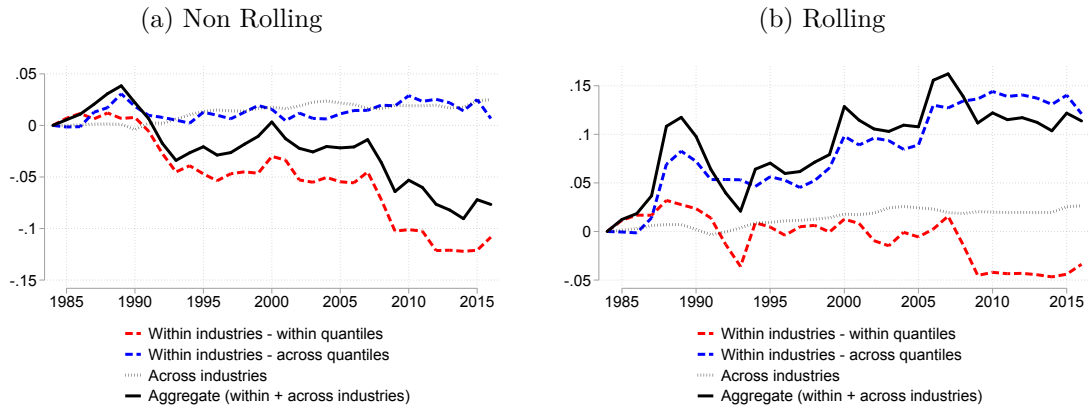 (a) Non Rolling
(b) Rolling
.05
0
-.05
-.1
-.15
1985 1990 1995 2000 2005 2010 2015
Within industries - within quantiles
Within industries - across quantiles
Across industries
Aggregate (within + across industries)
.15
.1
.05
0
-.05
1985 1990 1995 2000 2005 2010 2015
Within industries - within quantiles
Within industries - across quantiles
Across industries
Aggregate (within + across industries)